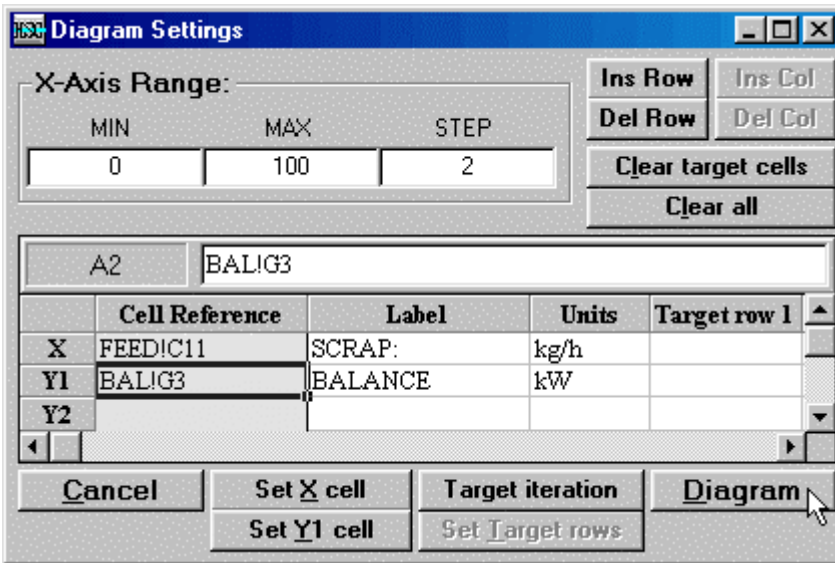 HSC Diagram Settings
X-Axis Range:
MIN MAX STEP
0 100 2
Ins Row Ins Col
Del Row Del Col
Clear target cells
Clear all
A2 BAL!G3
Cell Reference Label Units Target row 1
X FEED!C11 SCRAP: kg/h
Y1 BAL!G3 BALANCE kW
Y2
Cancel Set X cell Target iteration Diagram
Set Y1 cell Set Target rows